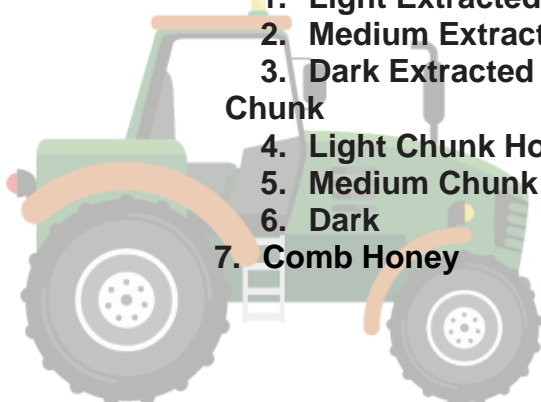 1. Light Extracted
2. Medium Extract
3. Dark Extracted
Chunk
4. Light Chunk Ho
5. Medium Chunk
6. Dark
7. Comb Honey